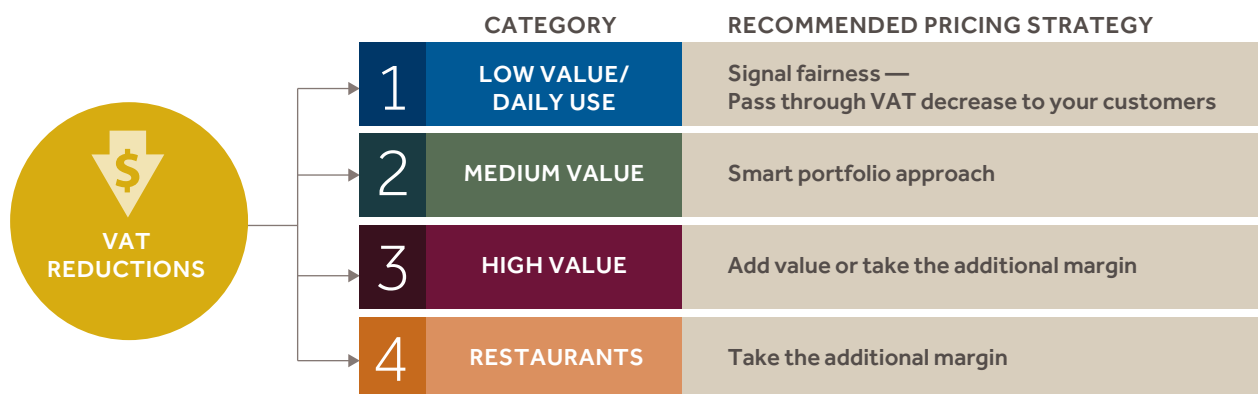 CATEGORY
RECOMMENDED PRICING STRATEGY
$
VAT
REDUCTIONS
1
LOW VALUE/
DAILY USE
Signal fairness —
Pass through VAT decrease to your customers
2
MEDIUM VALUE
Smart portfolio approach
3
HIGH VALUE
Add value or take the additional margin
4
RESTAURANTS
Take the additional margin